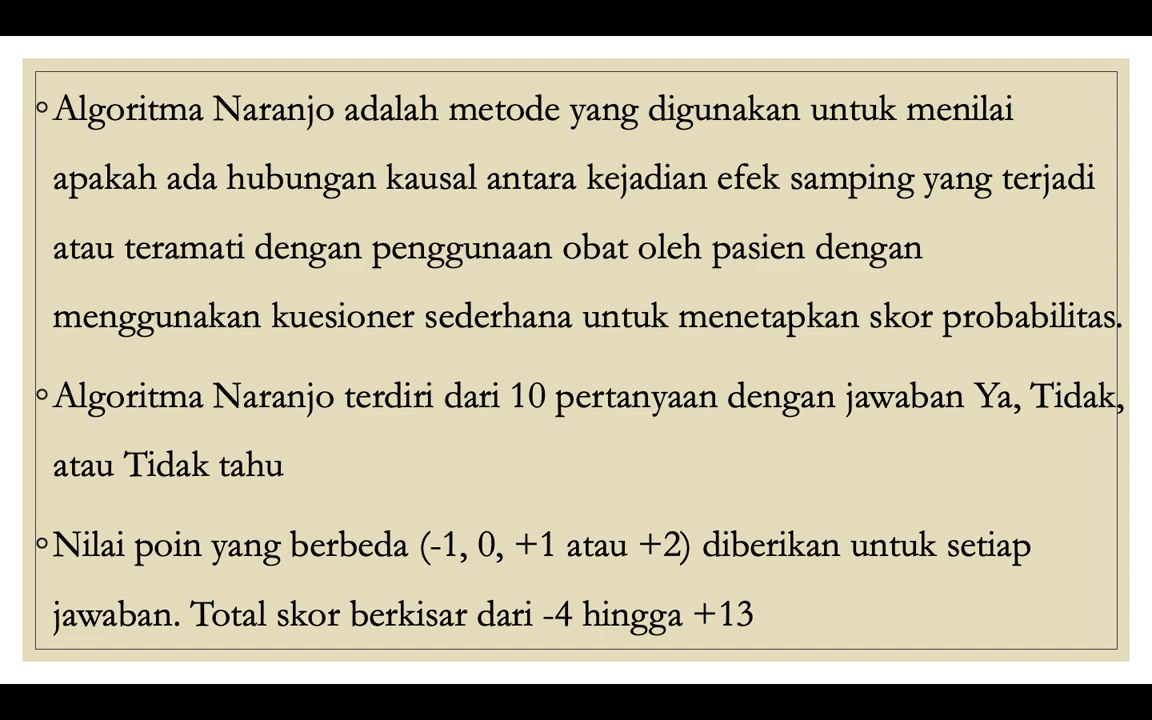 ◦Algoritma Naranjo adalah metode yang digunakan untuk menilai
apakah ada hubungan kausal antara kejadian efek samping yang terjadi
atau teramati dengan penggunaan obat oleh pasien dengan
menggunakan kuesioner sederhana untuk menetapkan skor probabilitas.
◦Algoritma Naranjo terdiri dari 10 pertanyaan dengan jawaban Ya, Tidak,
atau Tidak tahu
◦Nilai poin yang berbeda (-1, 0, +1 atau +2) diberikan untuk setiap
jawaban. Total skor berkisar dari -4 hingga +13